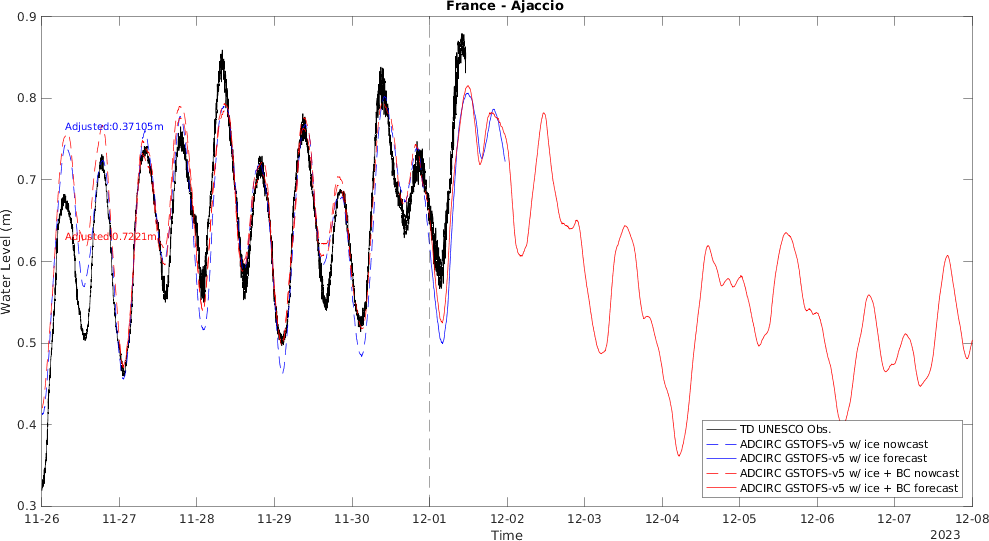 France - Ajaccio
Water Level (m)
0.9
0.8
0.7
0.6
0.5
0.4
0.3
Adjusted:0.37105m
Adjusted:0.7221m
TD UNESCO Obs.
ADCIRC GSTOFS-v5 w/ ice nowcast
ADCIRC GSTOFS-v5 w/ ice forecast
ADCIRC GSTOFS-v5 w/ ice + BC nowcast
ADCIRC GSTOFS-v5 w/ ice + BC forecast
11-26 11-27 11-28 11-29 11-30 12-01 12-02 12-03 12-04 12-05 12-06 12-07 12-08
Time
2023